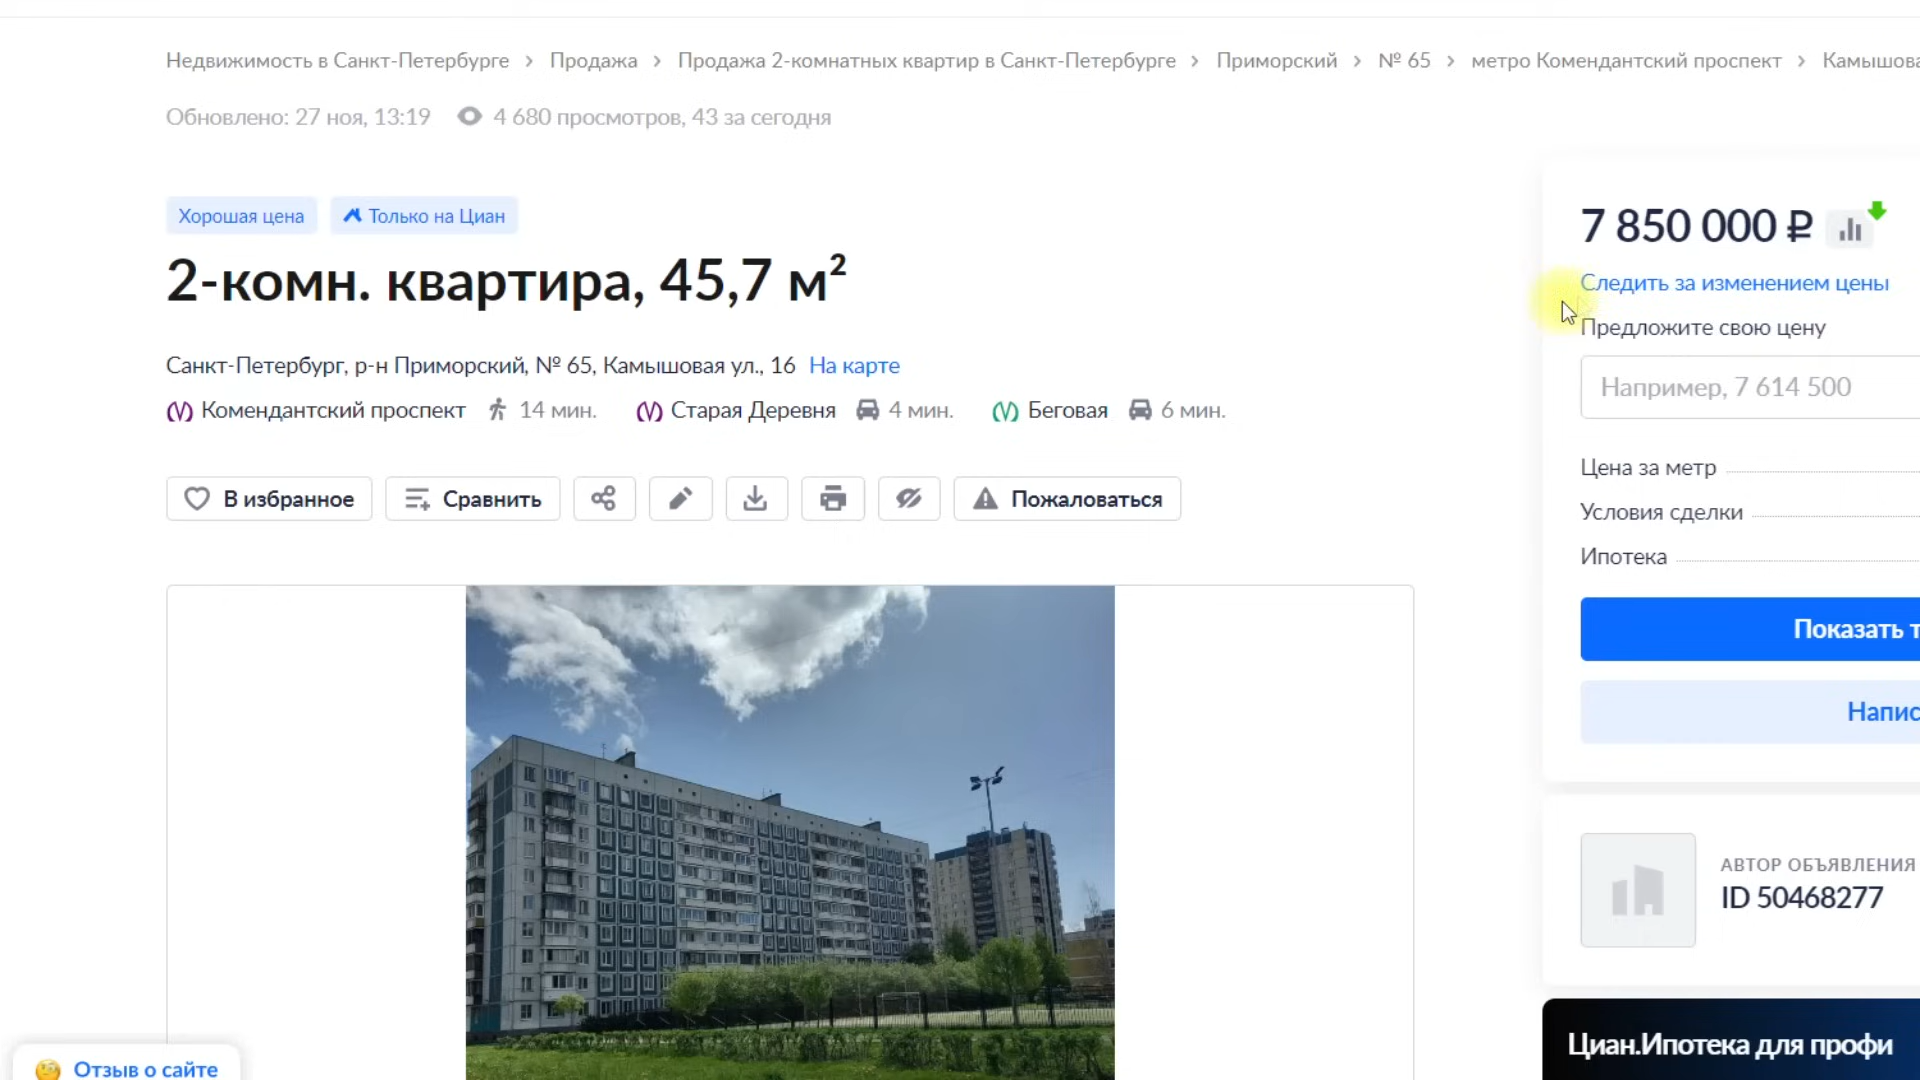 Недвижимость в Санкт-Петербурге > Продажа > Продажа 2-комнатных квартир в Санкт-Петербурге > Приморский > № 65 > метро Комендантский проспект >
Обновлено: 27 ноя, 13:19 4 680 просмотров, 43 за сегодня
Хорошая цена Только на Циан
2-комн. квартира, 45,7 м²
Санкт-Петербург, р-н Приморский, № 65, Камышовая ул., 16 На карте
Комендантский проспект 14 мин. Старая Деревня 4 мин. Беговая 6 мин.
В избранное Сравнить Пожаловаться
7 850 000 ₽
Следить за изменением цены
Предложите свою цену
Например, 7 614 500
Цена за метр
Условия сделки
Ипотека
Показать
АВТОР ОБЪЯВЛЕНИЯ
ID 50468277
Циан.Ипотека для профи
Отзыв о сайте